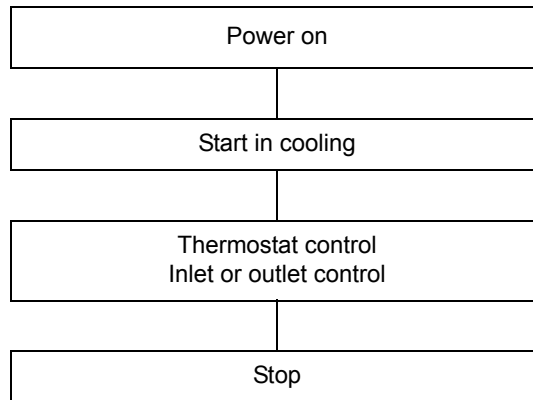 Power on
Start in cooling
Thermostat control
Inlet or outlet control
Stop